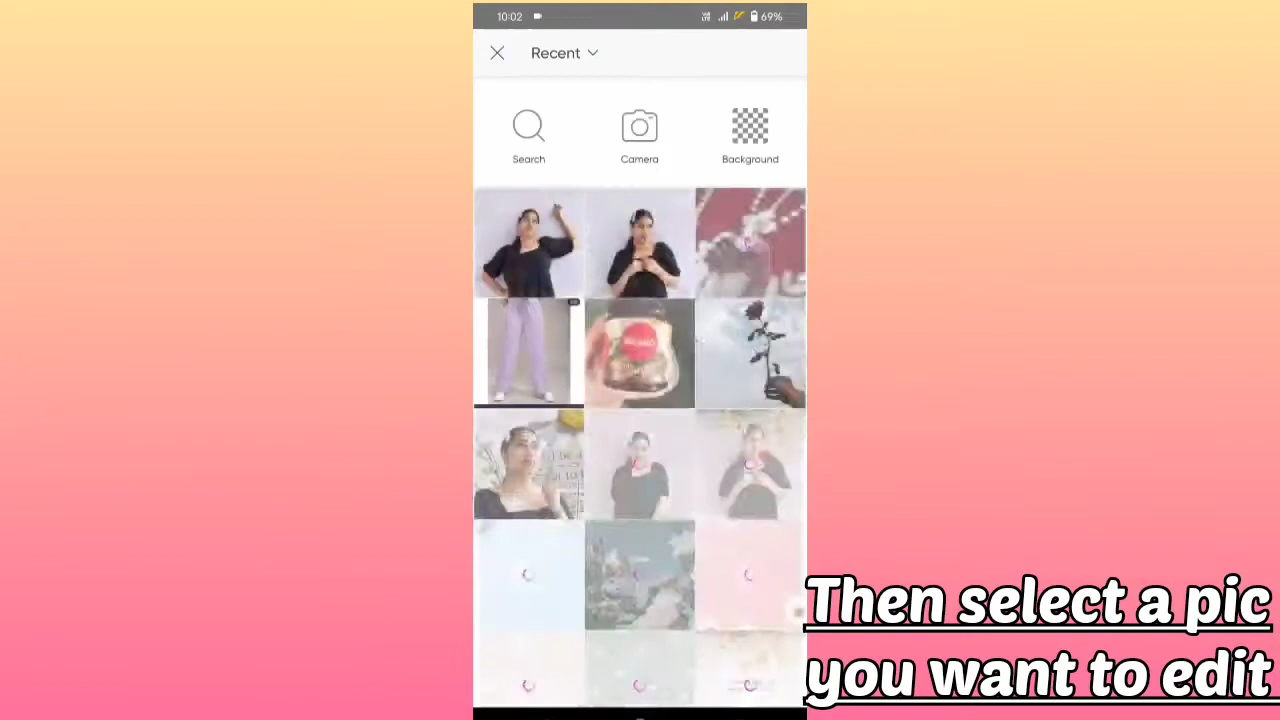 10:02
69%
Recent
Search
Camera
Background
Then select a pic
you want to edit